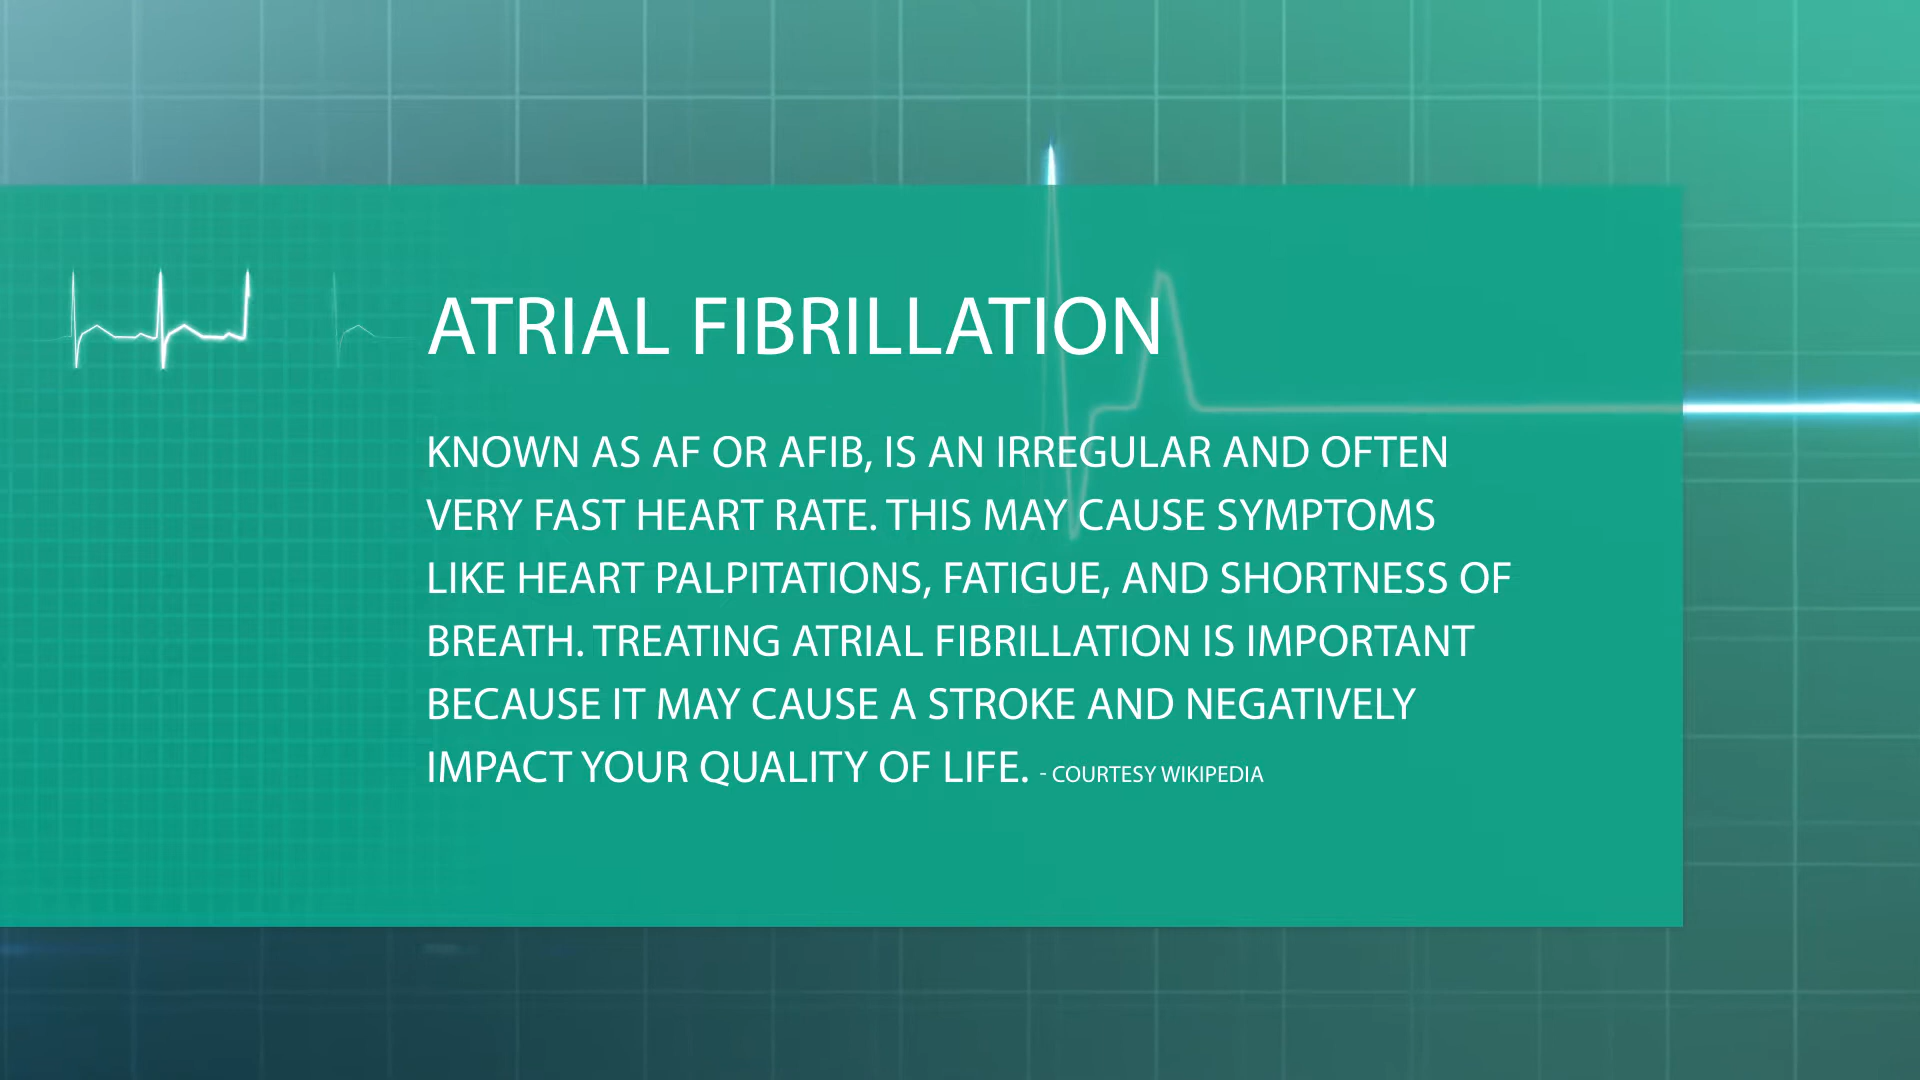 ATRIAL FIBRILLATION
KNOWN AS AF OR AFIB, IS AN IRREGULAR AND OFTEN
VERY FAST HEART RATE. THIS MAY CAUSE SYMPTOMS
LIKE HEART PALPITATIONS, FATIGUE, AND SHORTNESS OF
BREATH. TREATING ATRIAL FIBRILLATION IS IMPORTANT
BECAUSE IT MAY CAUSE A STROKE AND NEGATIVELY
IMPACT YOUR QUALITY OF LIFE. - COURTESY WIKIPEDIA